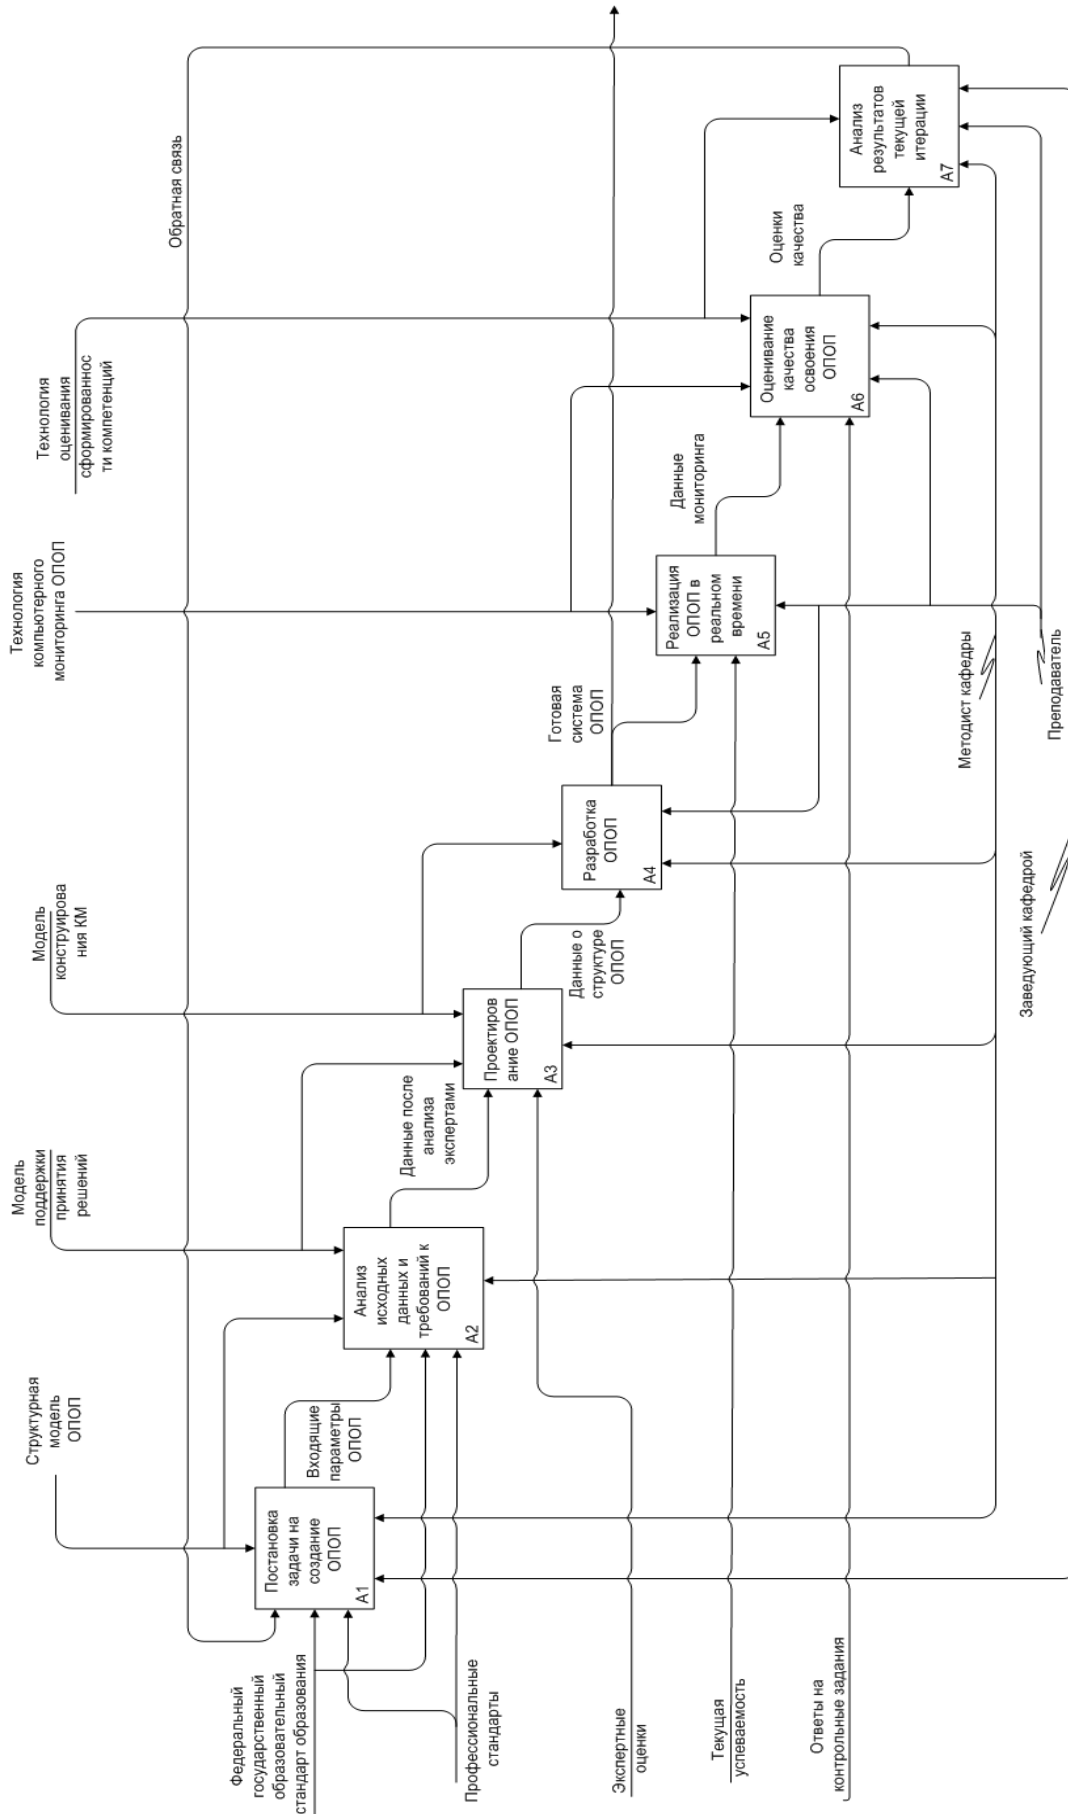 Обратная связь
Технология
оценивания
сформированнос
ти компетенций
Технология
компьютерного
мониторинга ОПОП
Модель
конструирова
ния КМ
Модель
поддержки
принятия
решений
Структурная
модель
ОПОП
Постановка
задачи на
создание
ОПОП
A1
Входящие
параметры
ОПОП
Анализ
исходных
данных и
требований к
ОПОП
A2
Данные после
анализа
экспертами
Проектиров
ание ОПОП
A3
Данные о
структуре
ОПОП
Разработка
ОПОП
A4
Готовая
система
ОПОП
Реализация
ОПОП в
реальном
времени
A5
Данные
мониторинга
Оценивание
качества
освоения
ОПОП
A6
Оценки
качества
Анализ
результатов
текущей
итерации
A7
Федеральный
государственный
образовательный
стандарт образования
Профессиональные
стандарты
Экспертные
оценки
Текущая
успеваемость
Ответы на
контрольные задания
Заведующий кафедрой
Методист кафедры
Преподаватель